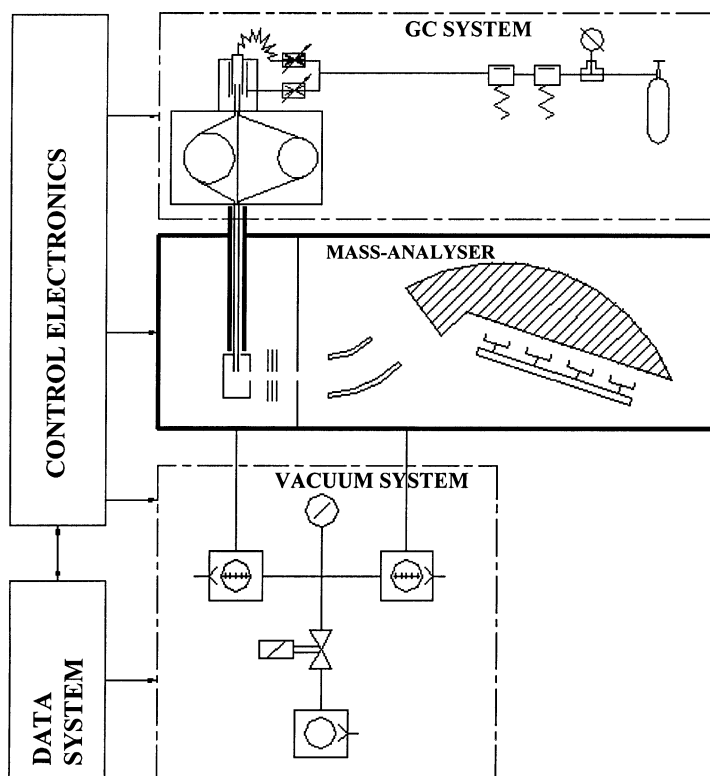 GC SYSTEM
MASS-ANALYSER
CONTROL ELECTRONICS
VACUUM SYSTEM
DATA
SYSTEM